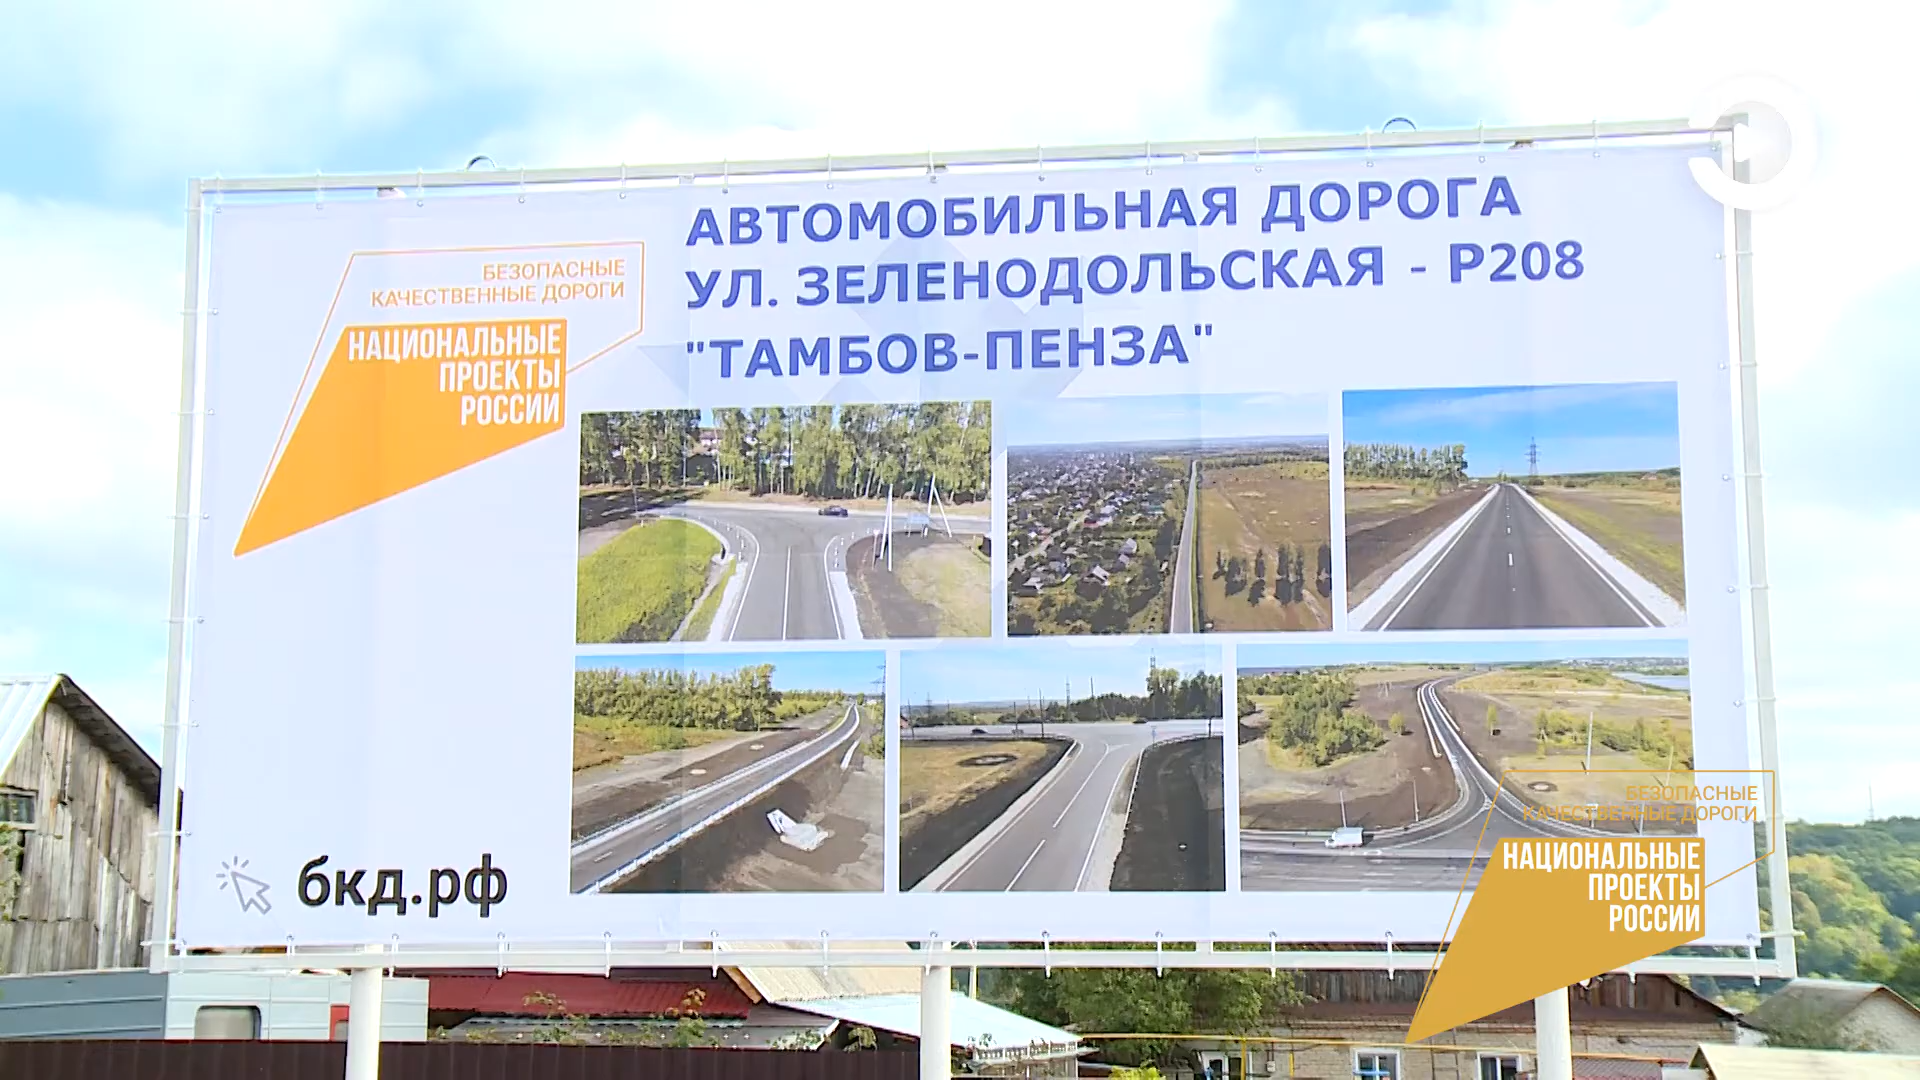 АВТОМОБИЛЬНАЯ ДОРОГА
УЛ. ЗЕЛЕНОДОЛЬСКАЯ - Р208
"ТАМБОВ-ПЕНЗА"
БЕЗОПАСНЫЕ
КАЧЕСТВЕННЫЕ ДОРОГИ
НАЦИОНАЛЬНЫЕ
ПРОЕКТЫ
РОССИИ
бкд.рф
БЕЗОПАСНЫЕ
КАЧЕСТВЕННЫЕ ДОРОГИ
НАЦИОНАЛЬНЫЕ
ПРОЕКТЫ
РОССИИ